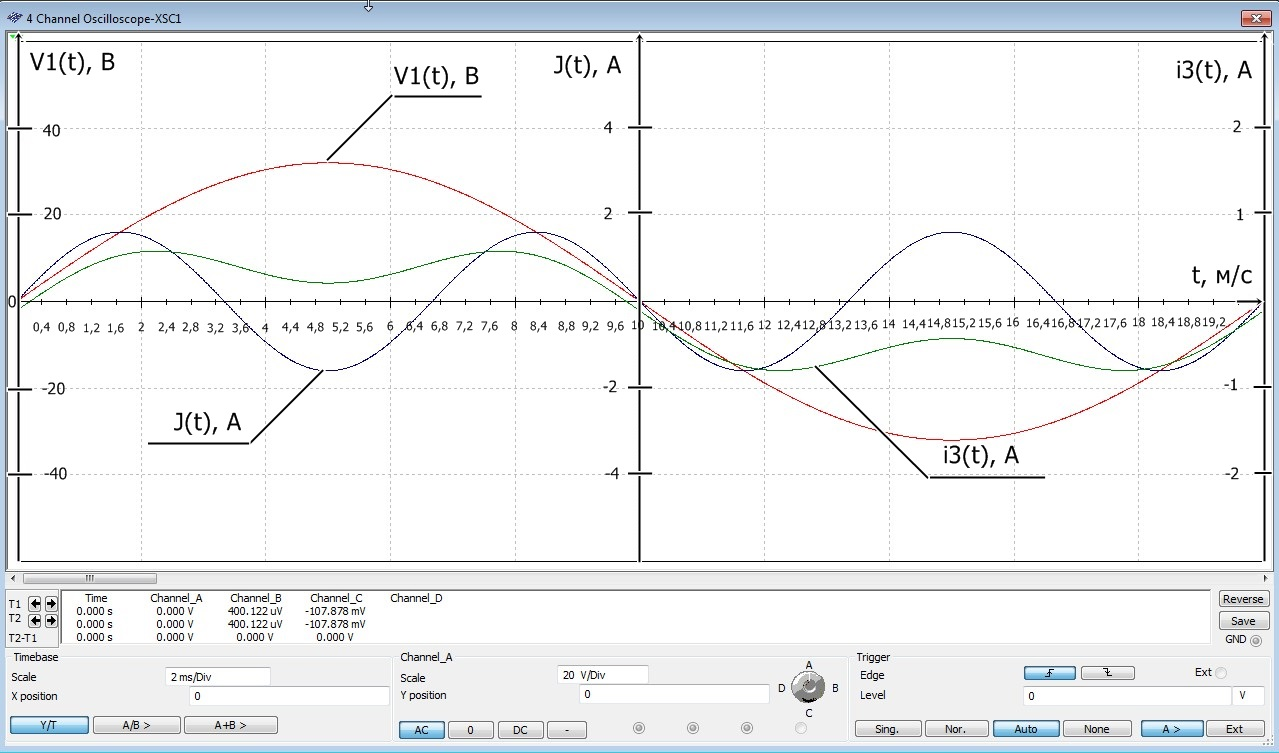 4 Channel Oscilloscope-XSC1
V1(t), В
J(t), А
i3(t), А
V1(t), В
40
4
2
20
2
1
t, м/с
0
0,4 0,8 1,2 1,6 2 2,4 2,8 3,2 3,6 4 4,4 4,8 5,2 5,6 6 6,4 6,8 7,2 7,6 8 8,4 8,8 9,2 9,6 10 10,4 10,8 11,2 11,6 12 12,4 12,8 13,2 13,6 14 14,4 14,8 15,2 15,6 16 16,4 16,8 17,2 17,6 18 18,4 18,8 19,2
-20
-2
-1
J(t), А
i3(t), А
-40
-4
-2
T1
T2
T2-T1
Time Channel_A Channel_B Channel_C Channel_D
0.000 s 0.000 V 400.122 uV -107.878 mV
0.000 s 0.000 V 400.122 uV -107.878 mV
0.000 s 0.000 V 0.000 V 0.000 V
Reverse
Save
GND
Timebase
Scale 2 ms/Div
X position 0
Y/T A/B > A+B >
Channel_A
Scale 20 V/Div
Y position 0
AC 0 DC -
A
D B
C
Trigger
Edge Ext
Level 0 V
Sing. Nor. Auto None A > Ext